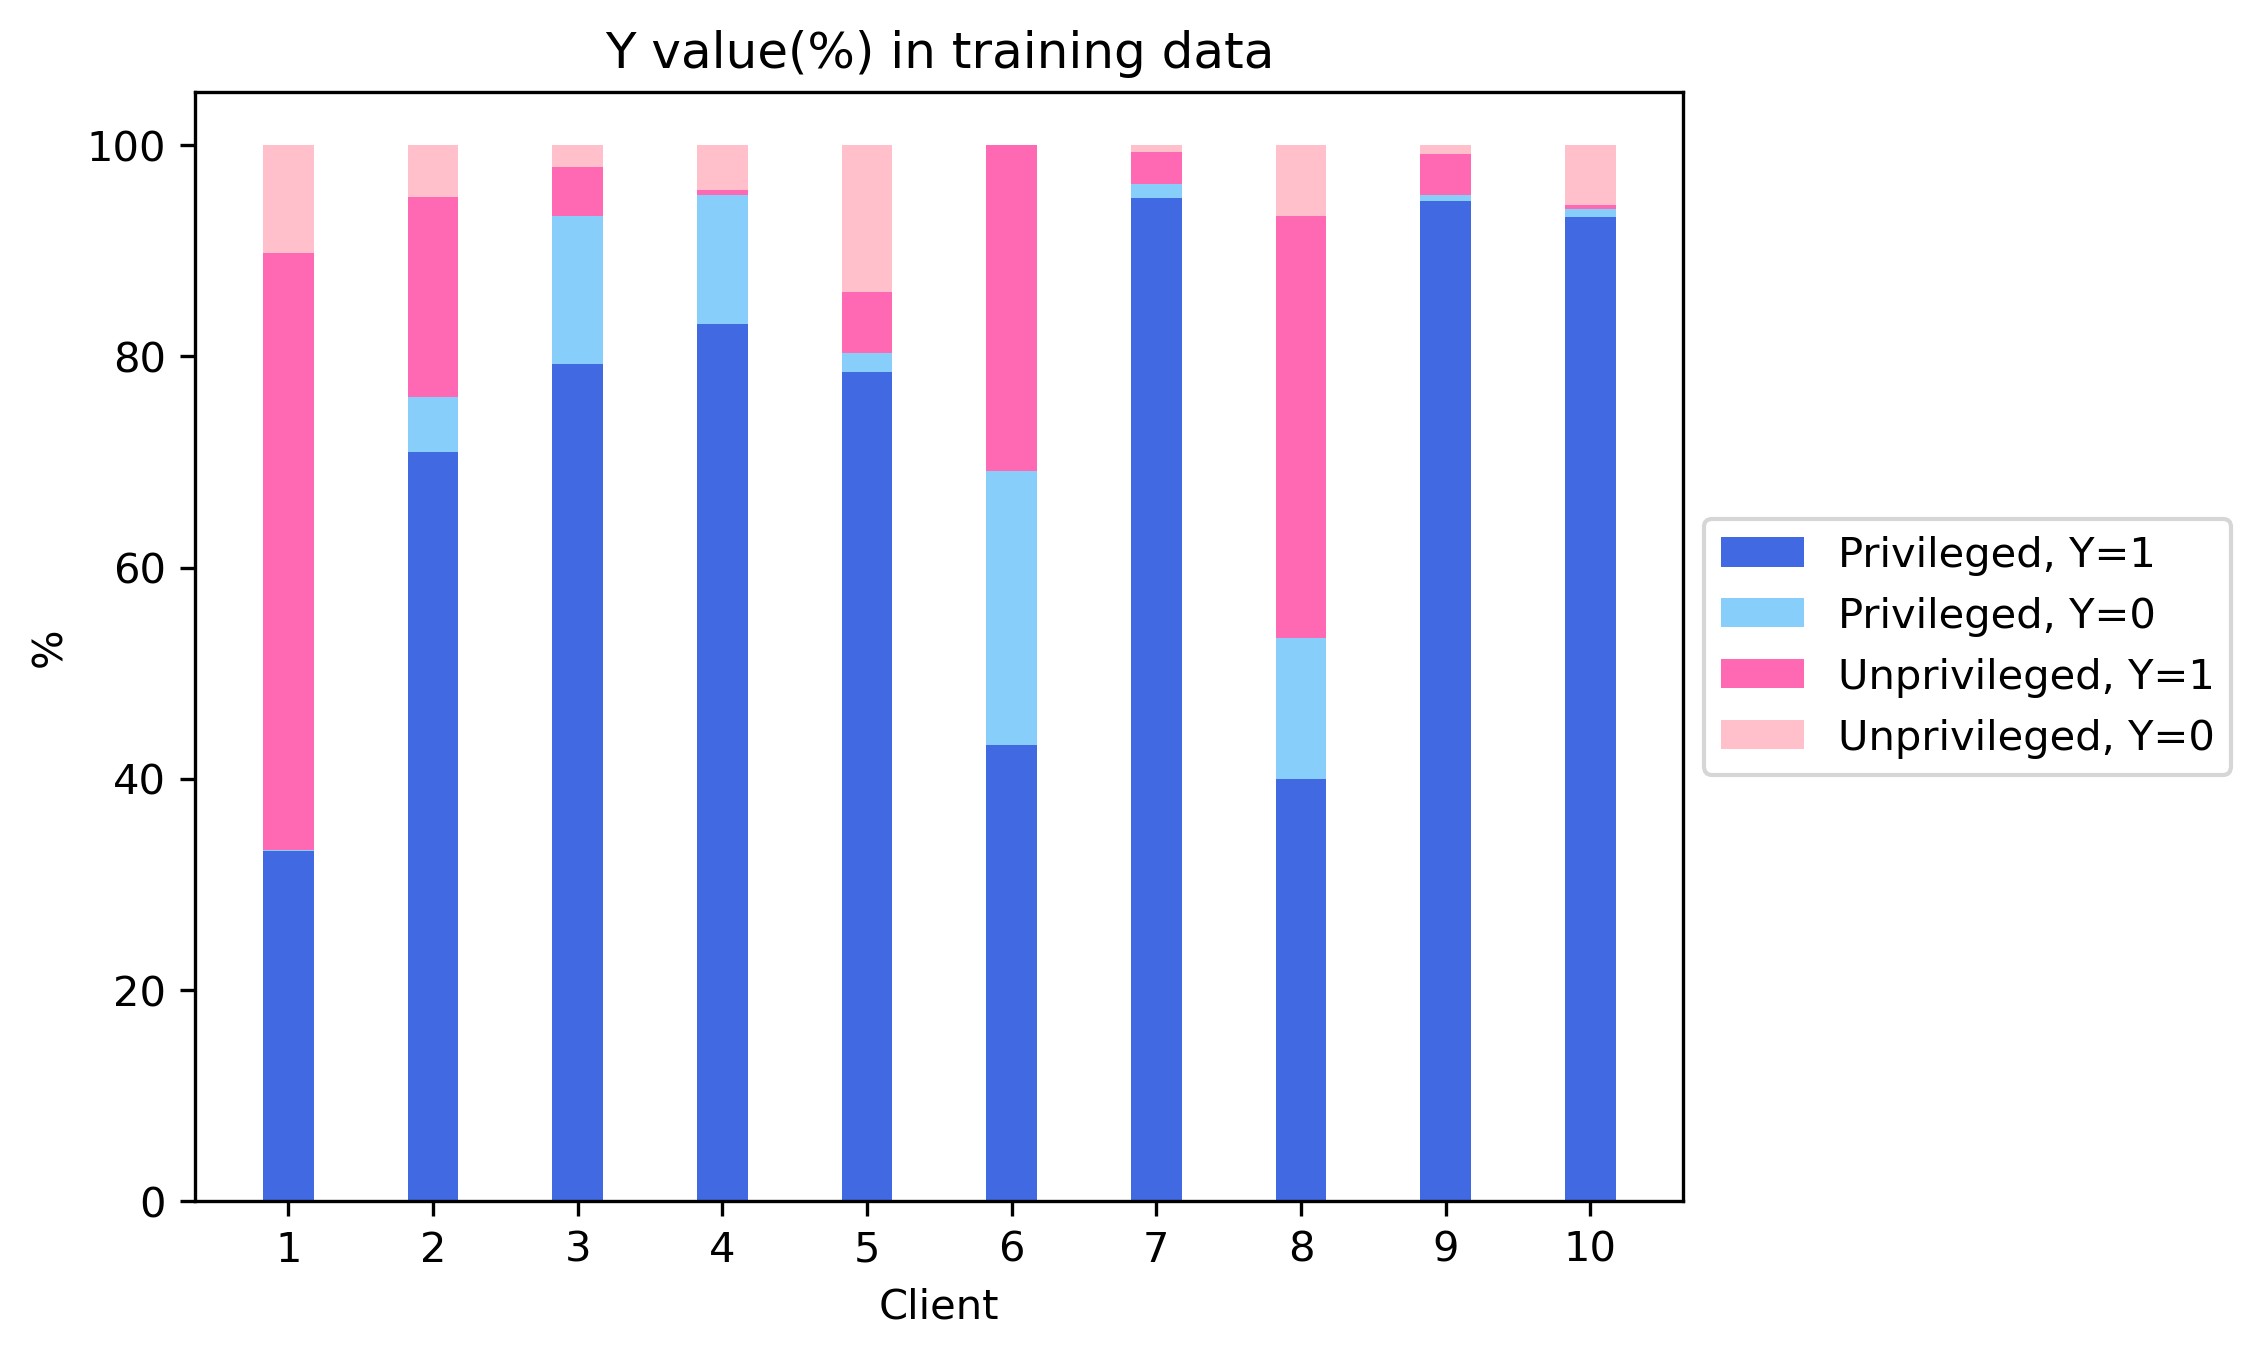 Y value(%) in training data
100
80
60
40
20
0
%
1 2 3 4 5 6 7 8 9 10
Client
Privileged, Y=1
Privileged, Y=0
Unprivileged, Y=1
Unprivileged, Y=0